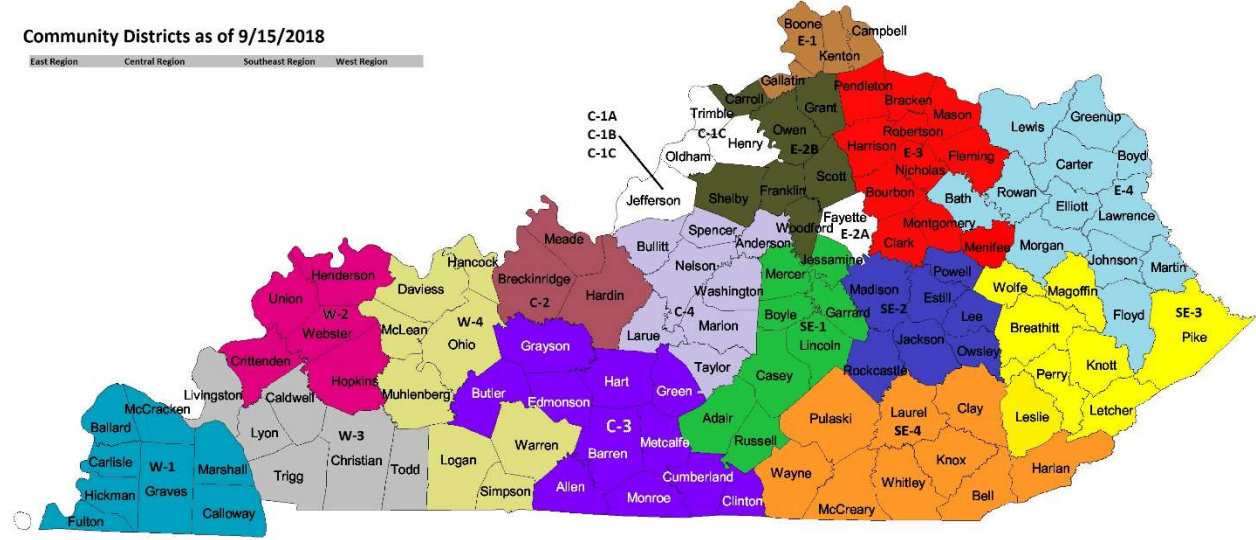 Community Districts as of 9/15/2018
East Region Central Region Southeast Region West Region
Boone
E-1
Campbell
Kenton
Gallatin
Carroll
Grant
Owen
E-2B
Scott
Franklin
Shelby
Woodford
Trimble
C-1C
Henry
Oldham
C-1A
C-1B
C-1C
Jefferson
Fayette
E-2A
Pendleton
Bracken
Mason
Robertson
Harrison
E-3
Fleming
Nicholas
Bourbon
Montgomery
Clark
Menifee
Lewis
Greenup
Carter
Boyd
Rowan
E-4
Bath
Elliott
Lawrence
Morgan
Johnson
Martin
Floyd
Meade
Breckinridge
C-2
Hardin
Bullitt
Spencer
Anderson
Nelson
Washington
C-4
Larue
Marion
Taylor
Jessamine
Mercer
Boyle
SE-1
Garrard
Lincoln
Casey
Adair
Russell
Powell
Madison
Estill
SE-2
Lee
Jackson
Owsley
Rockcastle
Wolfe
Magoffin
SE-3
Pike
Breathitt
Knott
Perry
Leslie
Letcher
Henderson
Union
W-2
Webster
Crittenden
Hopkins
Hancock
Daviess
McLean
W-4
Ohio
Muhlenberg
Logan
Warren
Simpson
Grayson
Hart
Green
Butler
Edmonson
C-3
Metcalfe
Barren
Allen
Cumberland
Monroe
Clinton
Pulaski
Laurel
Clay
SE-4
Knox
Harlan
Wayne
Whitley
Bell
McCreary
Livingston
Caldwell
Lyon
W-3
Christian
Todd
Trigg
McCracken
Ballard
Carlisle
W-1
Marshall
Graves
Hickman
Calloway
Fulton